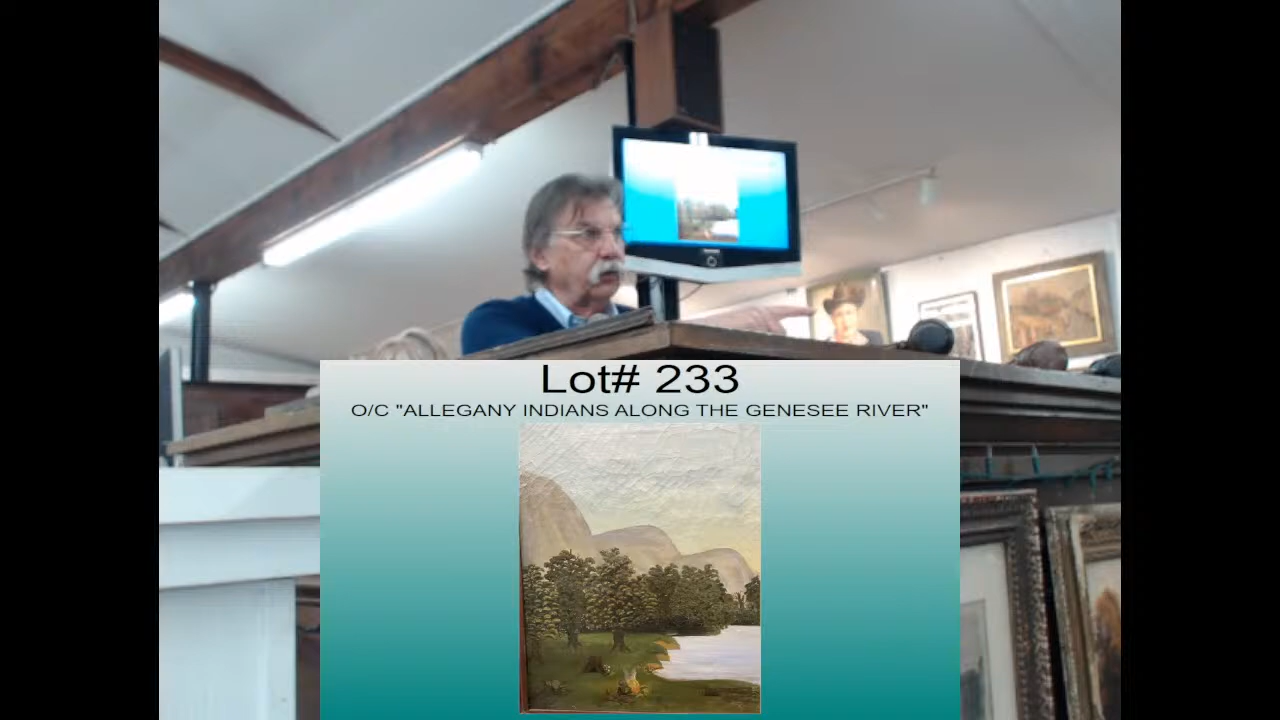 Lot# 233
O/C "ALLEGANY INDIANS ALONG THE GENESEE RIVER"